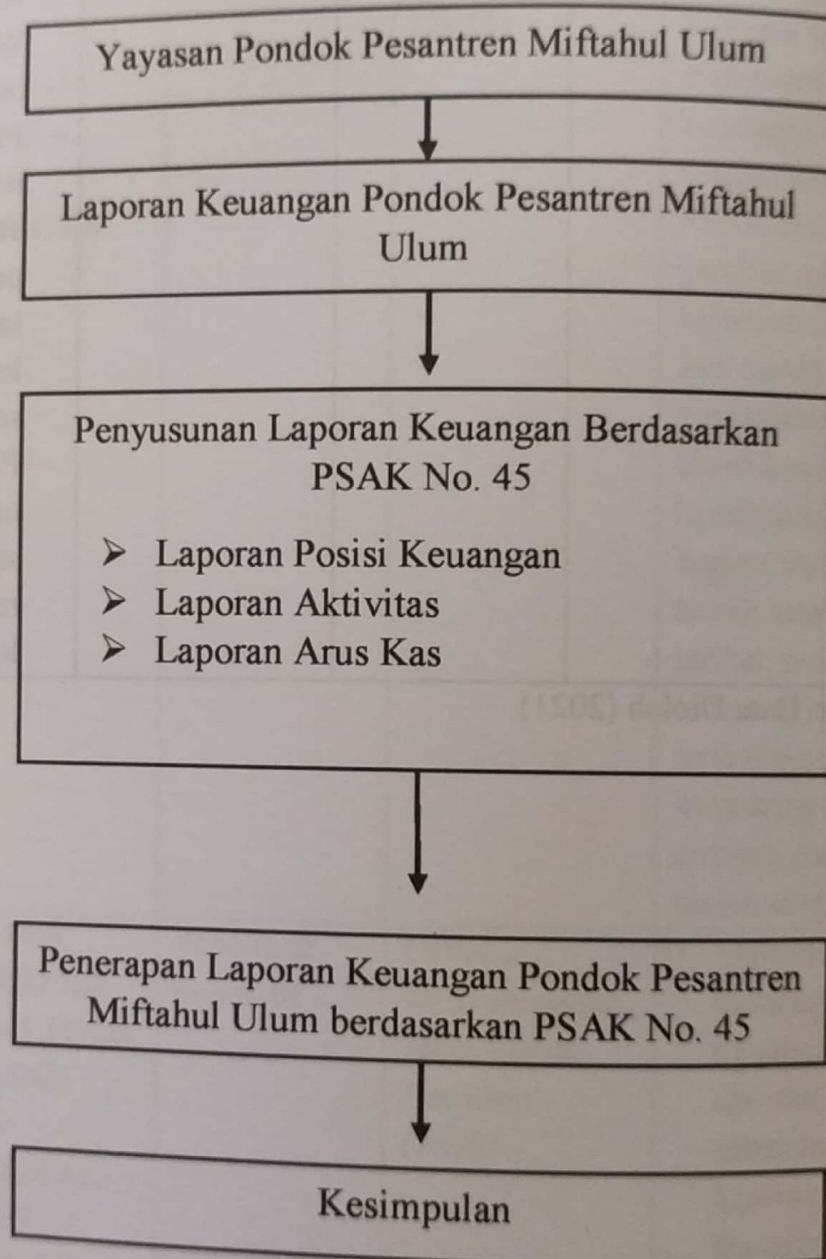 Yayasan Pondok Pesantren Miftahul Ulum
Laporan Keuangan Pondok Pesantren Miftahul
Ulum
Penyusunan Laporan Keuangan Berdasarkan
PSAK No. 45
➢ Laporan Posisi Keuangan
➢ Laporan Aktivitas
➢ Laporan Arus Kas
Penerapan Laporan Keuangan Pondok Pesantren
Miftahul Ulum berdasarkan PSAK No. 45
Kesimpulan